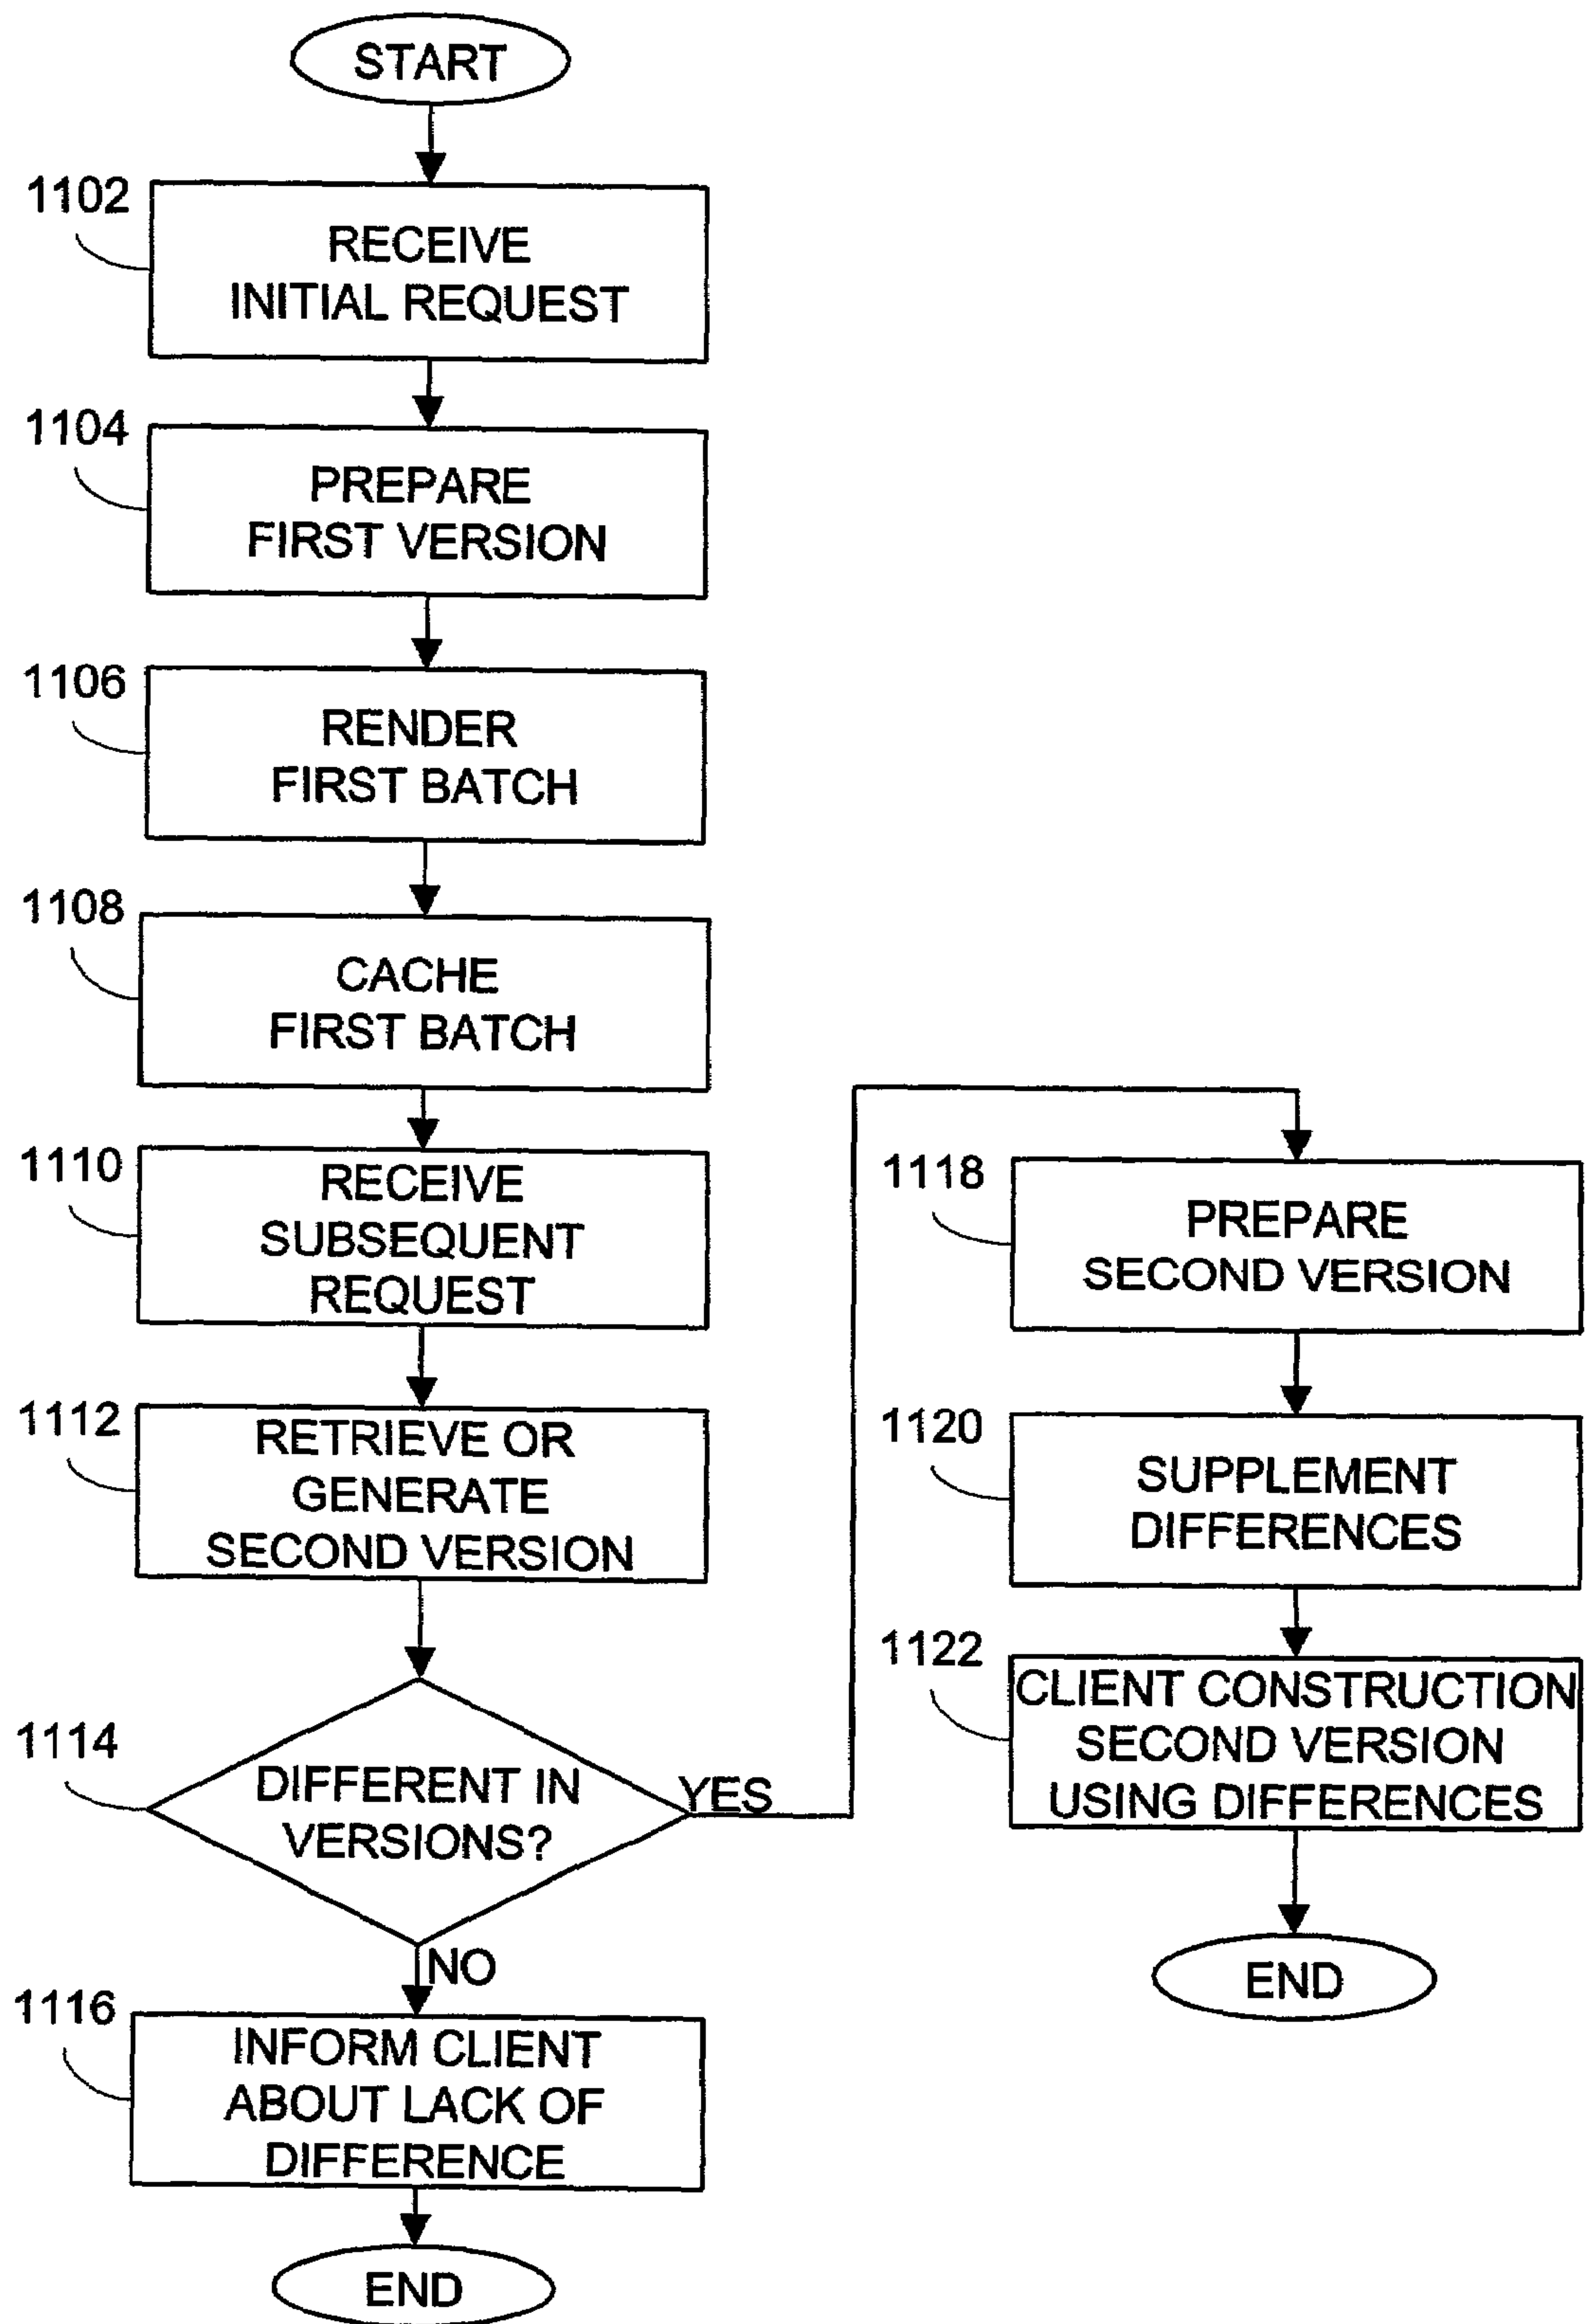 START
1102
RECEIVE
INITIAL REQUEST
1104
PREPARE
FIRST VERSION
1106
RENDER
FIRST BATCH
1108
CACHE
FIRST BATCH
1110
RECEIVE
SUBSEQUENT
REQUEST
1112
RETRIEVE OR
GENERATE
SECOND VERSION
1114
DIFFERENT IN
VERSIONS?
YES
NO
1116
INFORM CLIENT
ABOUT LACK OF
DIFFERENCE
END
1118
PREPARE
SECOND VERSION
1120
SUPPLEMENT
DIFFERENCES
1122
CLIENT CONSTRUCTION
SECOND VERSION
USING DIFFERENCES
END